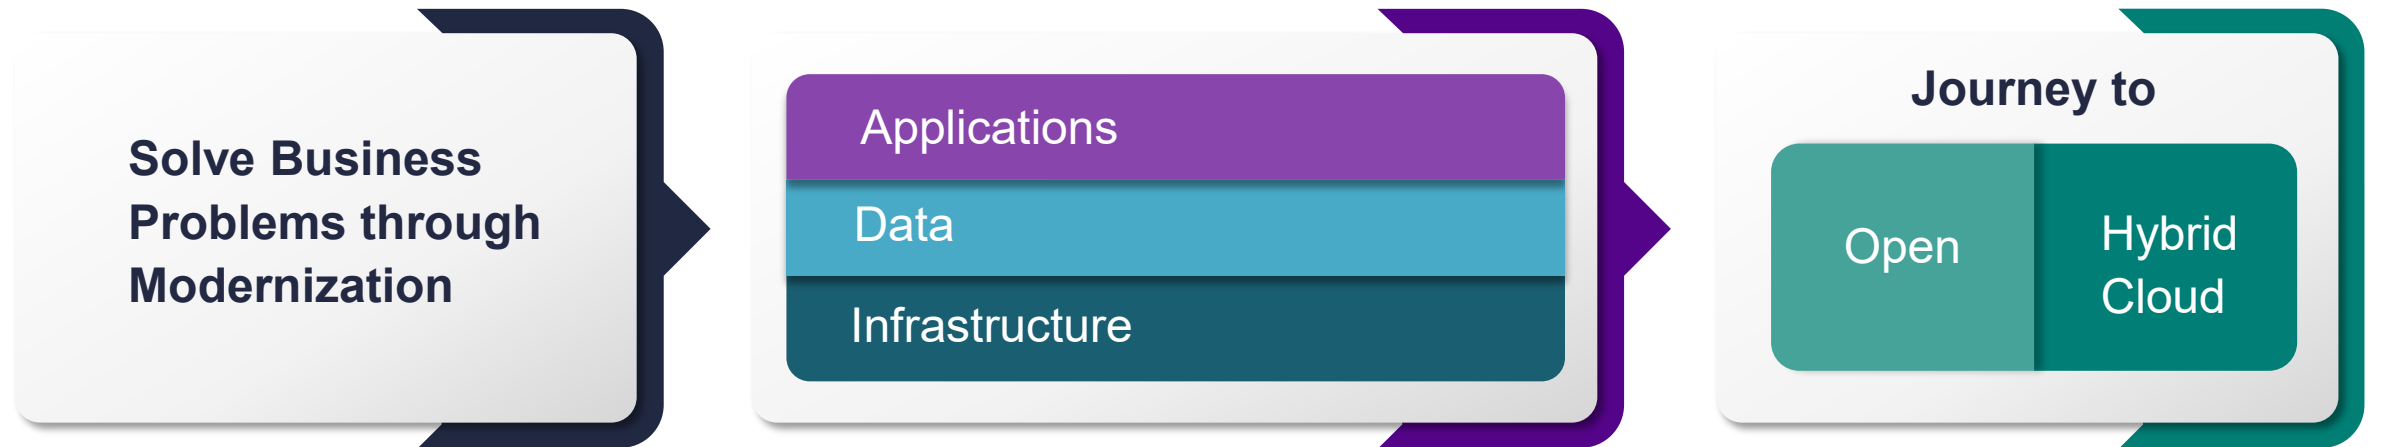 Solve Business
Problems through
Modernization
Applications
Data
Infrastructure
Journey to
Open
Hybrid
Cloud